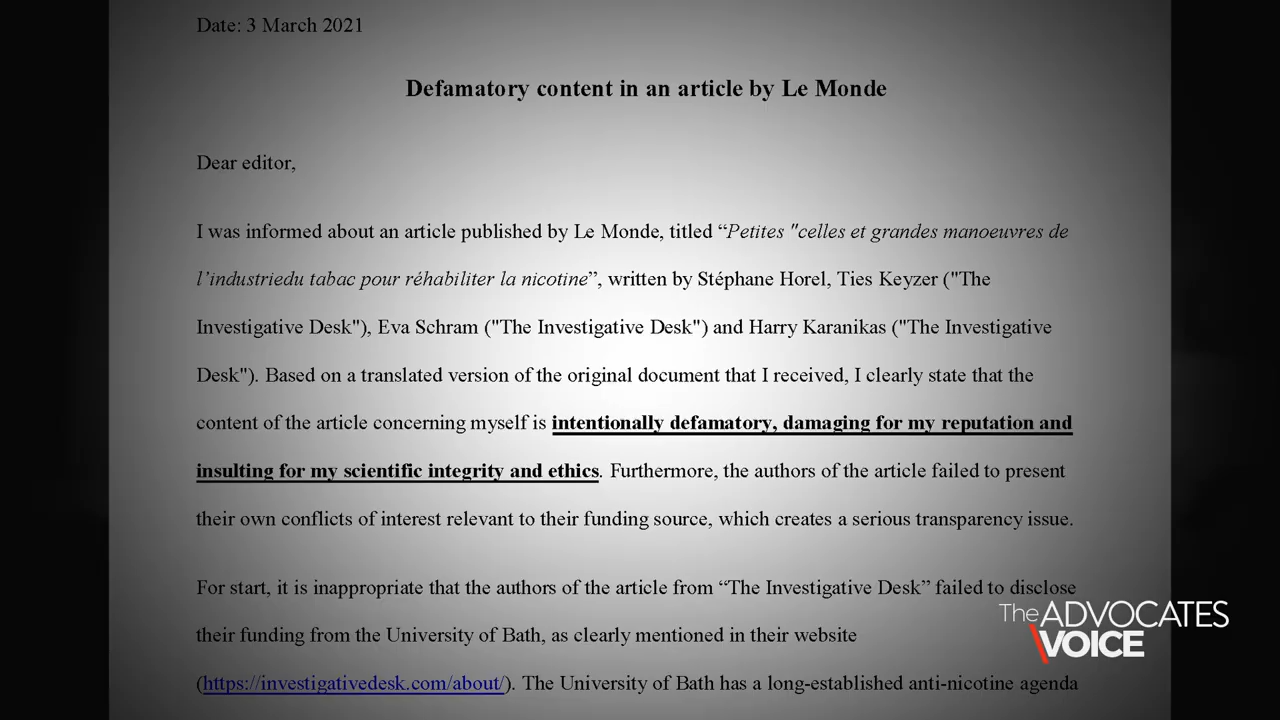 Date: 3 March 2021
Defamatory content in an article by Le Monde
Dear editor,
I was informed about an article published by Le Monde, titled “Petites "celles et grandes manoeuvres de
l’industriedu tabac pour réhabiliter la nicotine”, written by Stéphane Horel, Ties Keyzer ("The
Investigative Desk"), Eva Schram ("The Investigative Desk") and Harry Karanikas ("The Investigative
Desk"). Based on a translated version of the original document that I received, I clearly state that the
content of the article concerning myself is intentionally defamatory, damaging for my reputation and
insulting for my scientific integrity and ethics. Furthermore, the authors of the article failed to present
their own conflicts of interest relevant to their funding source, which creates a serious transparency issue.
For start, it is inappropriate that the authors of the article from “The Investigative Desk” failed to disclose
their funding from the University of Bath, as clearly mentioned in their website
(https://investigativedesk.com/about/). The University of Bath has a long-established anti-nicotine agenda
The ADVOCATES
VOICE